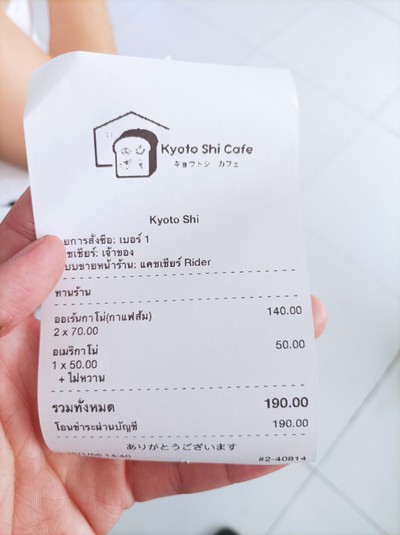 Kyoto Shi Cafe
キョウトシ カフェ
Kyoto Shi
ยการสั่งซื้อ: เบอร์ 1
ชเชียร์: เจ้าของ
บบขายหน้าร้าน: แคชเชียร์ Rider
ทานร้าน
ออเร้นกาโน่(กาแฟส้ม) 140.00
2 x 70.00
อเมริกาโน่ 50.00
1 x 50.00
+ ไม่หวาน
รวมทั้งหมด 190.00
โอนชำระผ่านบัญชี 190.00
ありがとうございます
#2-40814